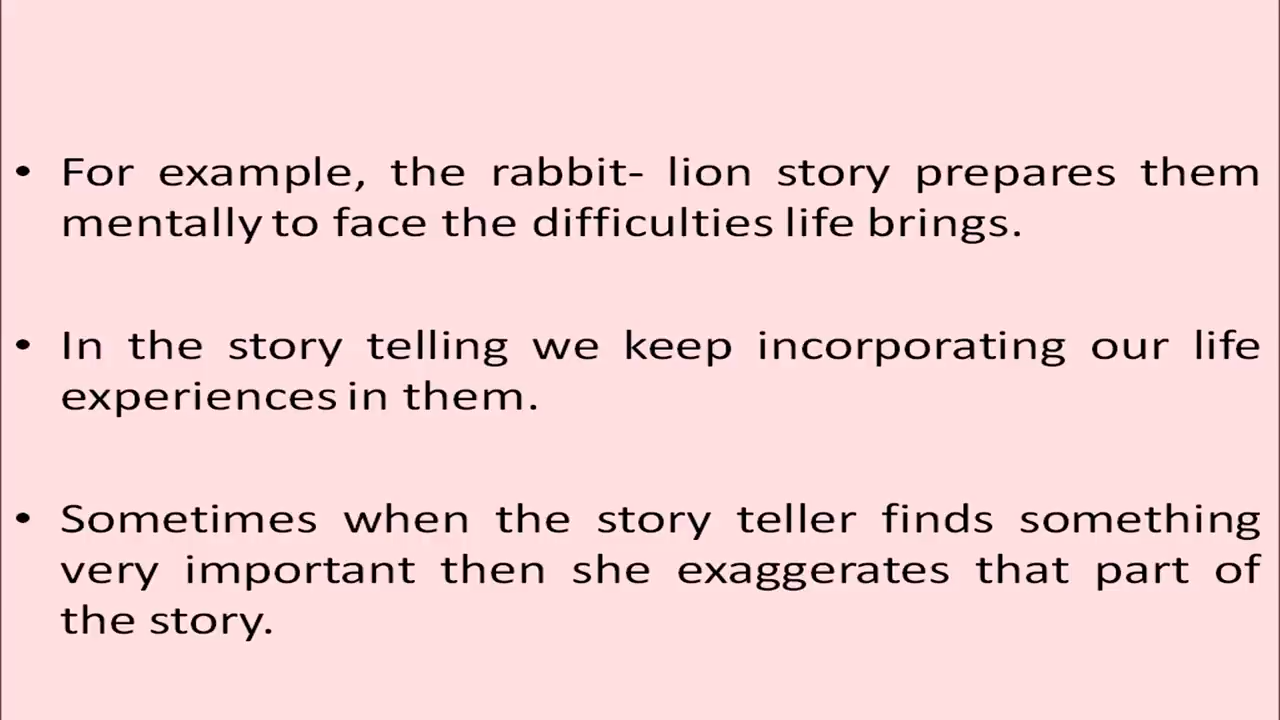 • For example, the rabbit- lion story prepares them
mentally to face the difficulties life brings.
• In the story telling we keep incorporating our life
experiences in them.
• Sometimes when the story teller finds something
very important then she exaggerates that part of
the story.